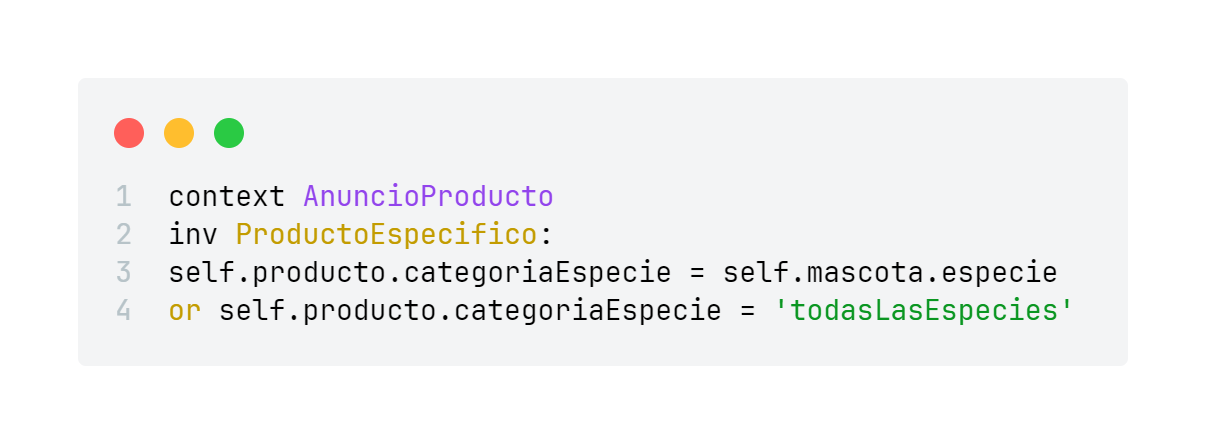 1 context AnuncioProducto
2 inv ProductoEspecifico:
3 self.producto.categoriaEspecie = self.mascota.especie
4 or self.producto.categoriaEspecie = 'todasLasEspecies'